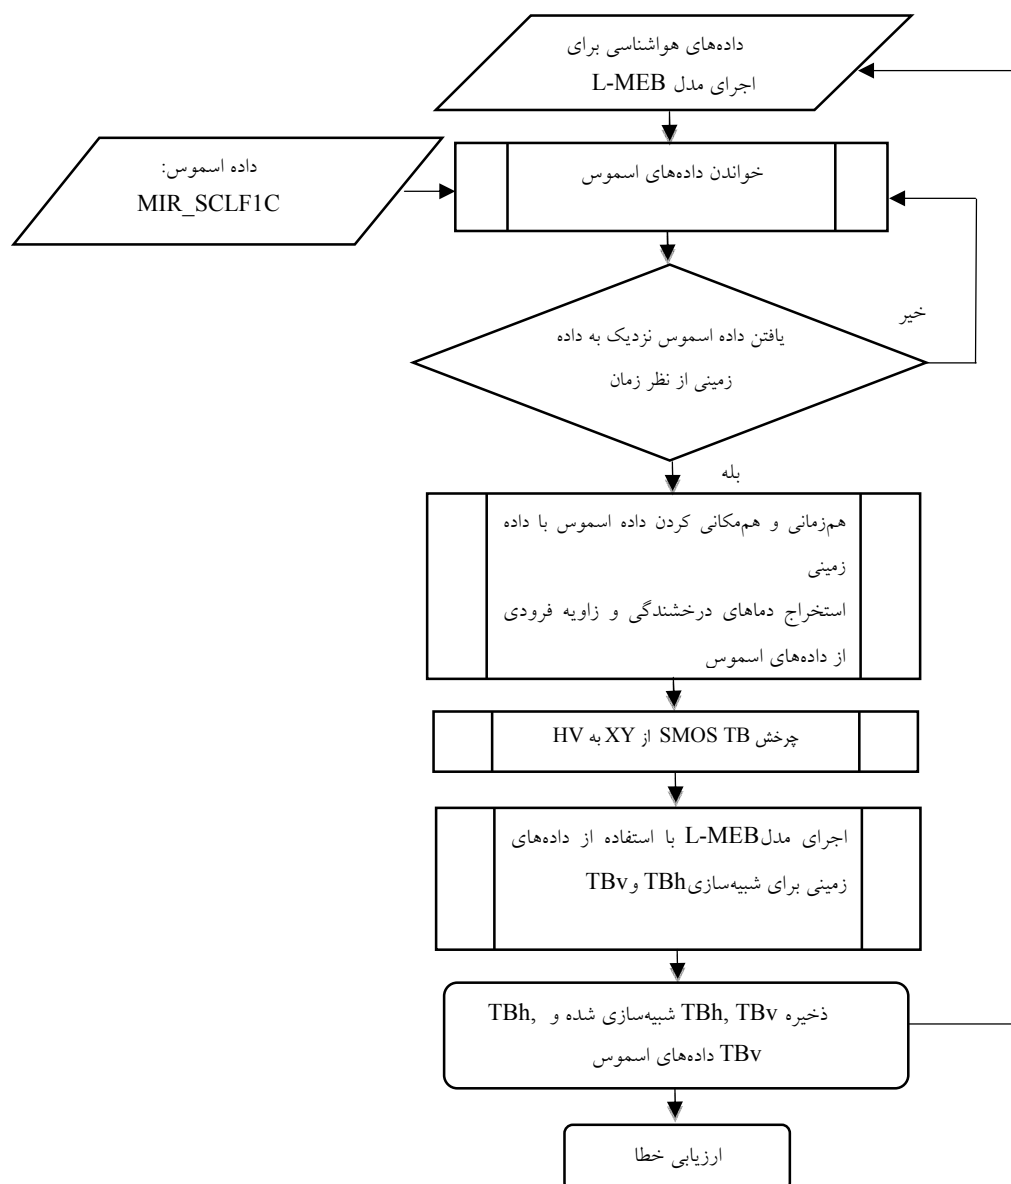 داده‌های هواشناسی برای
اجرای مدل L-MEB
داده اسموس:
MIR_SCLF1C
خواندن داده‌های اسموس
خیر
یافتن داده اسموس نزدیک به داده
زمینی از نظر زمان
بله
هم‌زمانی و هم‌مکانی کردن داده اسموس با داده
زمینی
استخراج دماهای درخشندگی و زاویه فرودی
از داده‌های اسموس
چرخش SMOS TB از XY به HV
اجرای مدلL-MEB با استفاده از داده‌های
زمینی برای شبیه‌سازیTBh وTBv
ذخیره TBh, TBv شبیه‌سازی شده و TBh,
TBv داده‌های اسموس
ارزیابی خطا